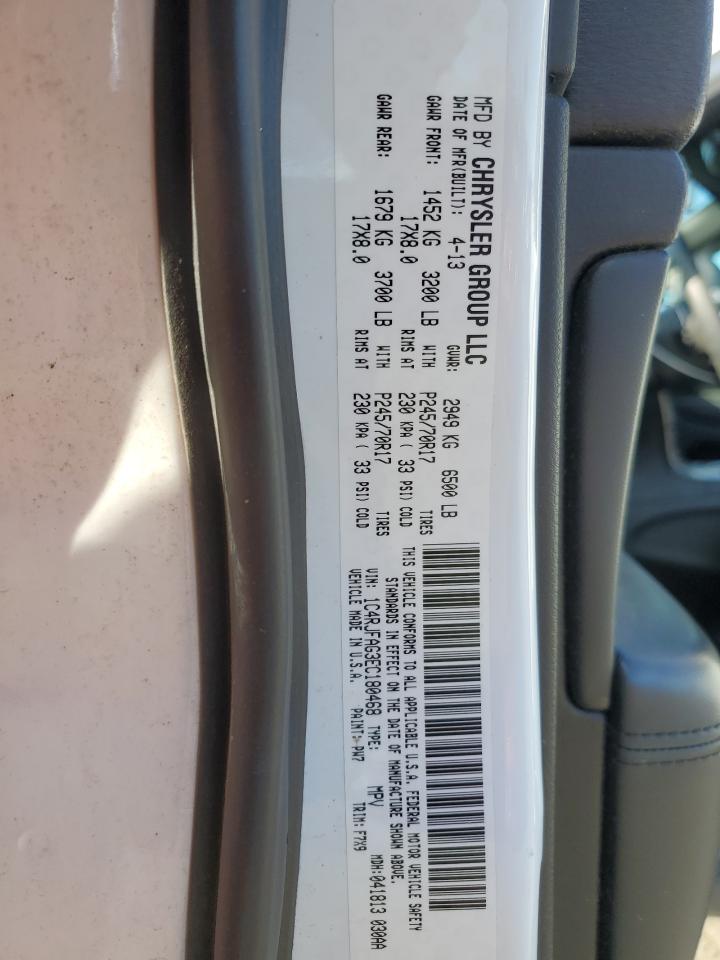 MFD BY CHRYSLER GROUP LLC
DATE OF MFR(BUILT): 4-13 GVWR: 2949 KG 6500 LB
GAWR FRONT: 1452 KG 3200 LB WITH P245/70R17 TIRES
17X8.0 RIMS AT 230 KPA ( 33 PSI) COLD
GAWR REAR: 1679 KG 3700 LB WITH P245/70R17 TIRES
17X8.0 RIMS AT 230 KPA ( 33 PSI) COLD
THIS VEHICLE CONFORMS TO ALL APPLICABLE U.S.A. FEDERAL MOTOR VEHICLE SAFETY
STANDARDS IN EFFECT ON THE DATE OF MANUFACTURE SHOWN ABOVE.
VIN: 1C4RJFAG3EC180468 TYPE: MPV MDH:041813 030AA
VEHICLE MADE IN U.S.A. PAINT: PW7 TRIM: F7X9